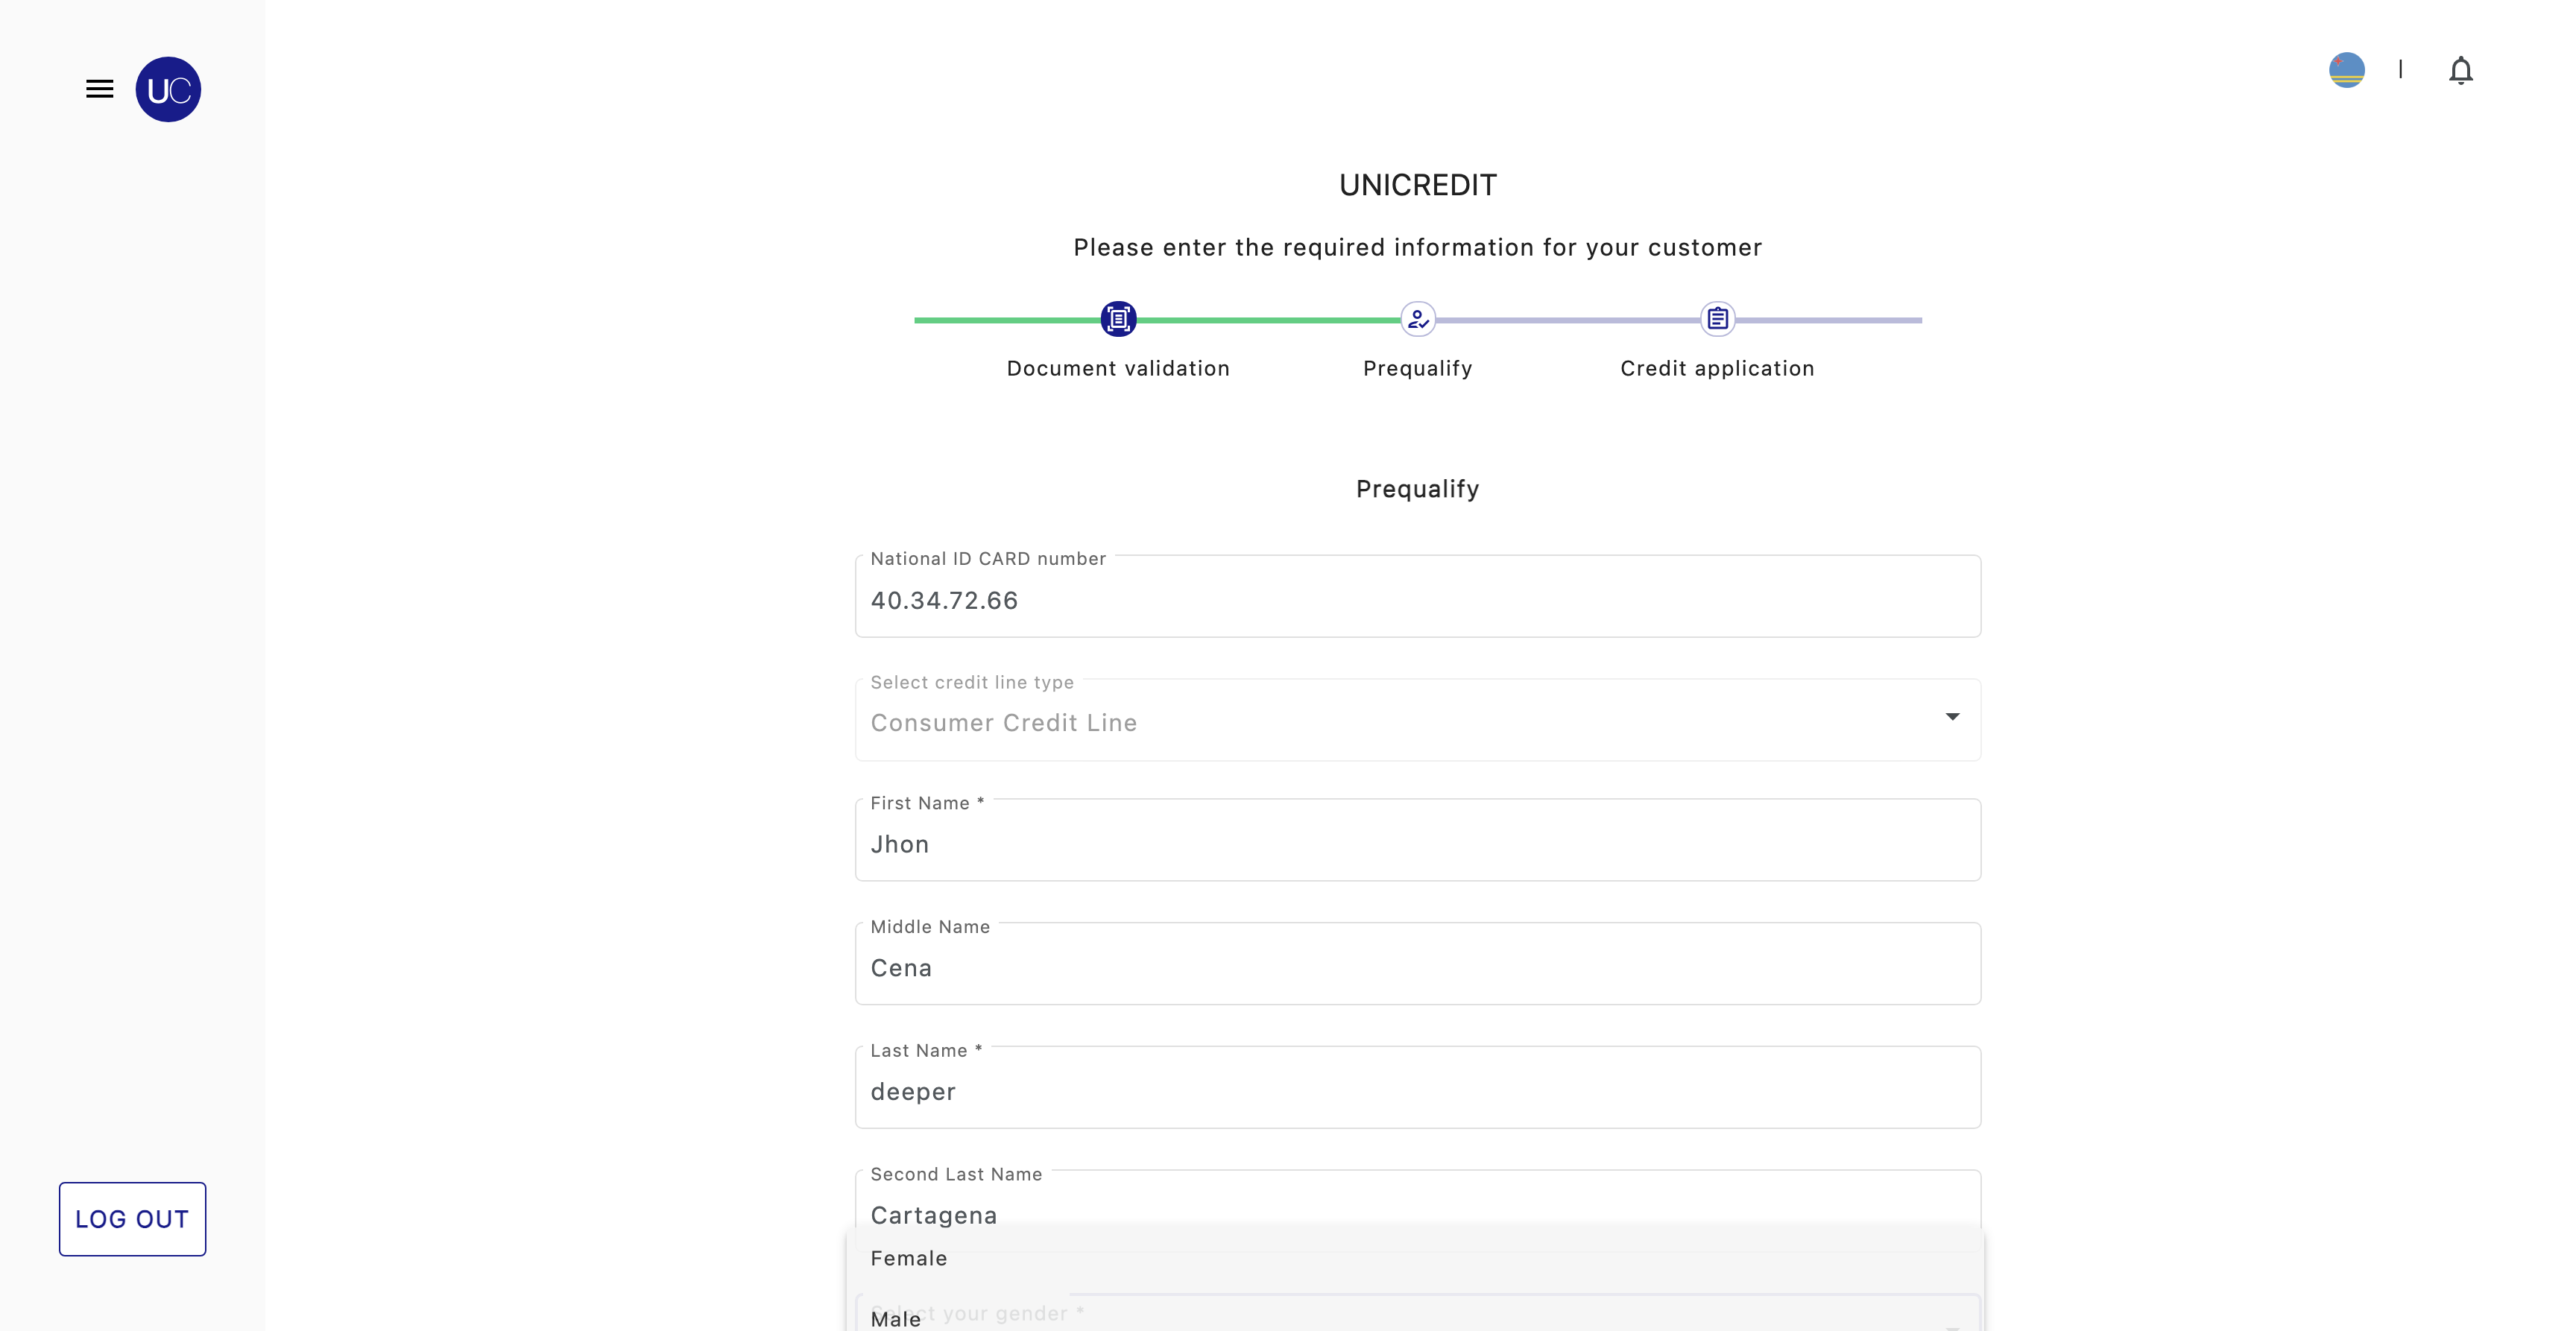 UC
UNICREDIT
Please enter the required information for your customer
Document validation
Prequalify
Credit application
Prequalify
National ID CARD number
40.34.72.66
Select credit line type
Consumer Credit Line
First Name *
Jhon
Middle Name
Cena
Last Name *
deeper
Second Last Name
Cartagena
Female
Select your gender *
Male
LOG OUT